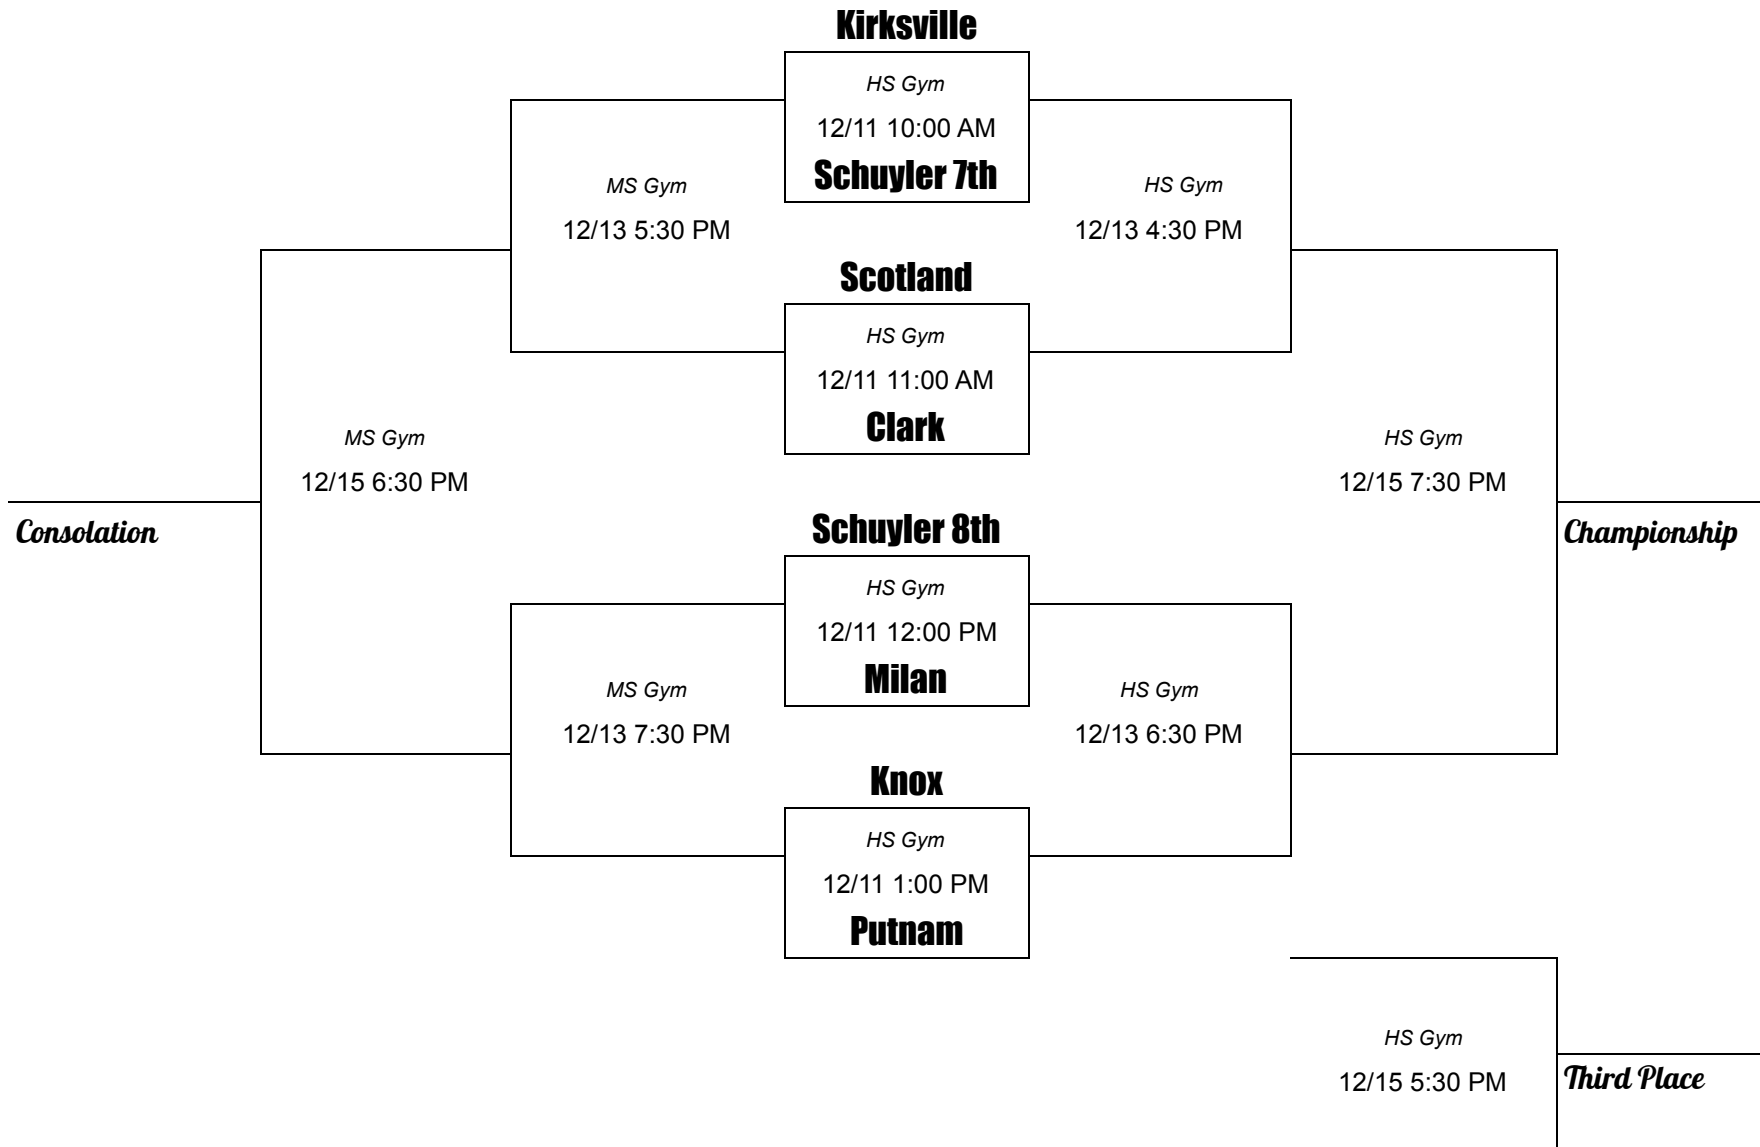 Kirksville
HS Gym
12/11 10:00 AM
Schuyler 7th
MS Gym
12/13 5:30 PM
HS Gym
12/13 4:30 PM
Scotland
HS Gym
12/11 11:00 AM
Clark
MS Gym
12/15 6:30 PM
HS Gym
12/15 7:30 PM
Consolation
Championship
Schuyler 8th
HS Gym
12/11 12:00 PM
Milan
MS Gym
12/13 7:30 PM
HS Gym
12/13 6:30 PM
Knox
HS Gym
12/11 1:00 PM
Putnam
HS Gym
12/15 5:30 PM
Third Place